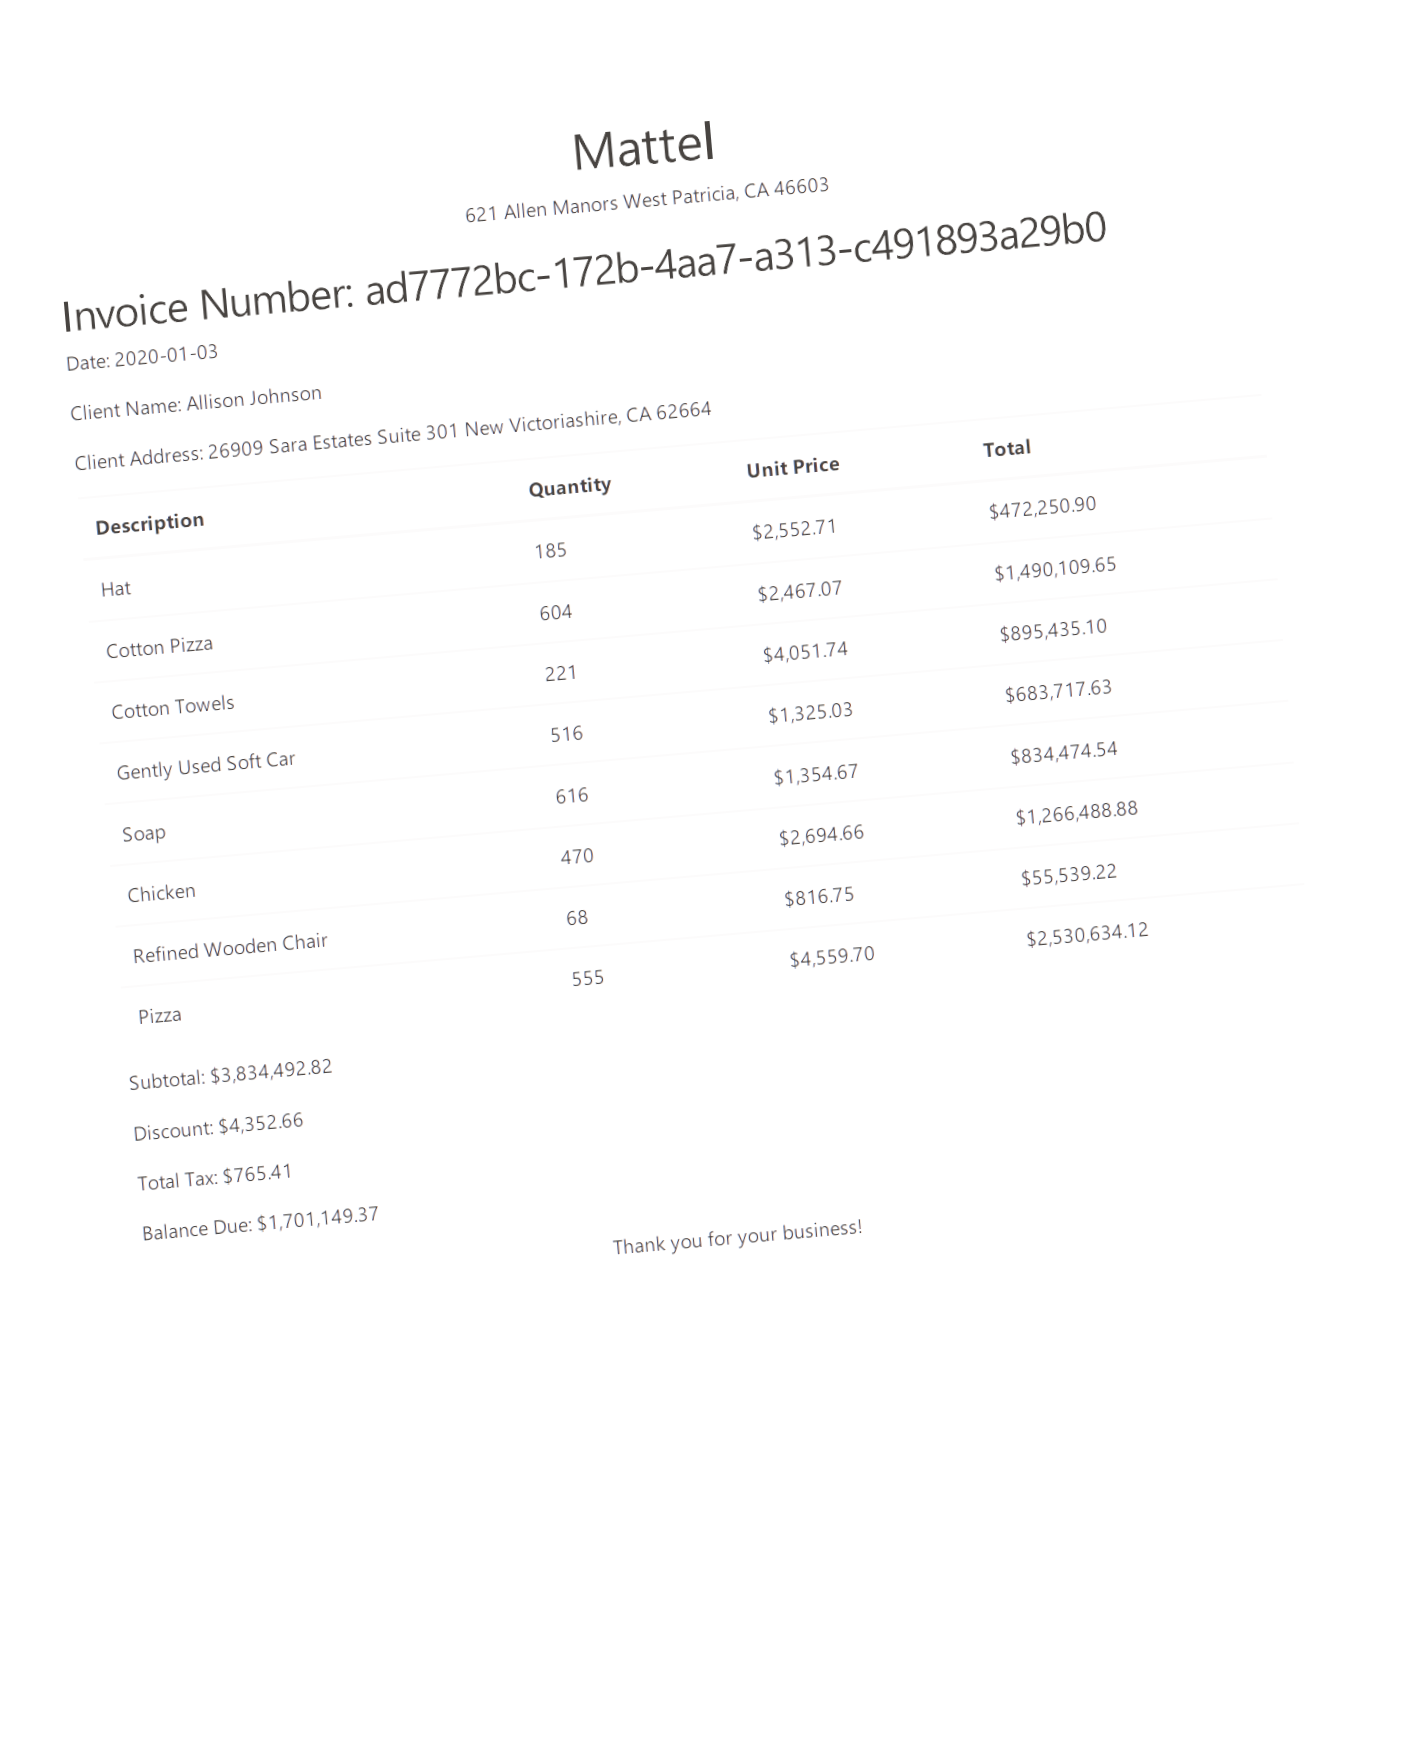 Mattel
621 Allen Manors West Patricia, CA 46603
Invoice Number: ad7772bc-172b-4aa7-a313-c491893a29b0
Date: 2020-01-03
Client Name: Allison Johnson
Client Address: 26909 Sara Estates Suite 301 New Victoriashire, CA 62664
Description Quantity Unit Price Total
Hat 185 $2,552.71 $472,250.90
Cotton Pizza 604 $2,467.07 $1,490,109.65
Cotton Towels 221 $4,051.74 $895,435.10
Gently Used Soft Car 516 $1,325.03 $683,717.63
Soap 616 $1,354.67 $834,474.54
Chicken 470 $2,694.66 $1,266,488.88
Refined Wooden Chair 68 $816.75 $55,539.22
Pizza 555 $4,559.70 $2,530,634.12
Subtotal: $3,834,492.82
Discount: $4,352.66
Total Tax: $765.41
Balance Due: $1,701,149.37
Thank you for your business!